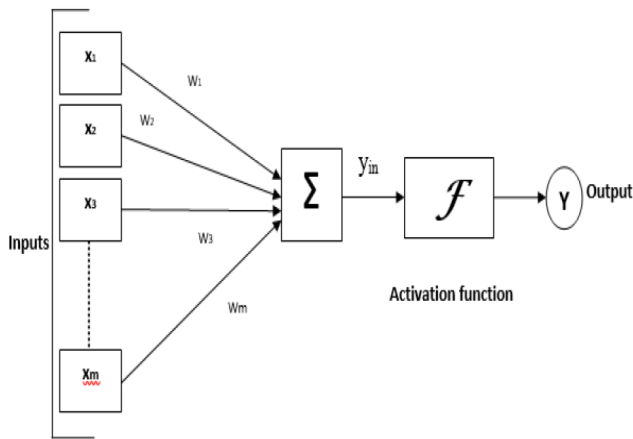 X1
W1
X2
W2
X3
Inputs
W3
Wm
Xm
Σ
yin
ℱ
Y
Output
Activation function